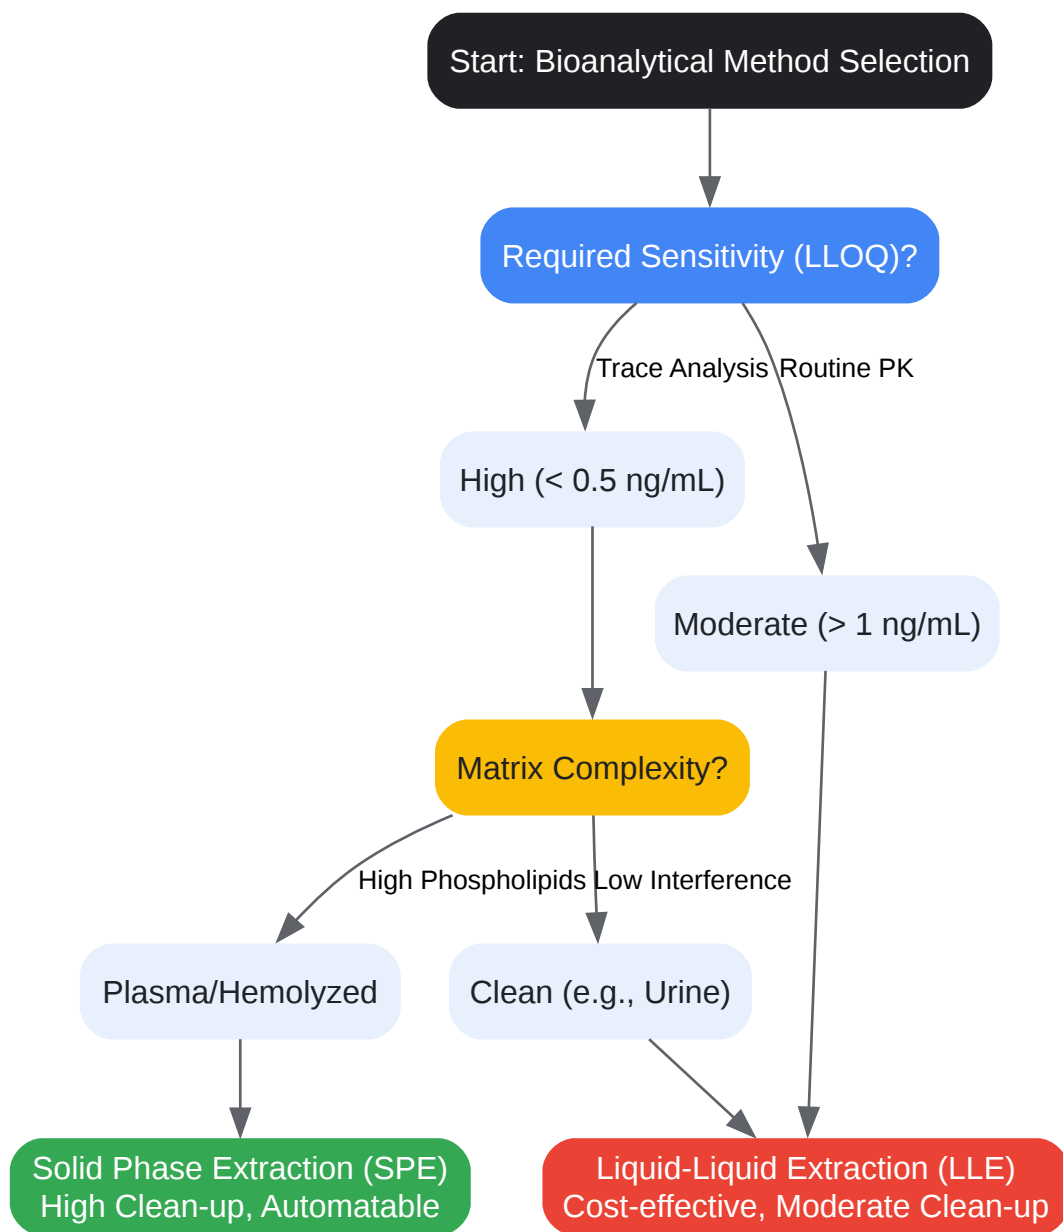 Start: Bioanalytical Method Selection
Required Sensitivity (LLOQ)?
Trace Analysis
Routine PK
High (< 0.5 ng/mL)
Moderate (> 1 ng/mL)
Matrix Complexity?
High Phospholipids
Low Interference
Plasma/Hemolyzed
Clean (e.g., Urine)
Solid Phase Extraction (SPE)
High Clean-up, Automatable
Liquid-Liquid Extraction (LLE)
Cost-effective, Moderate Clean-up